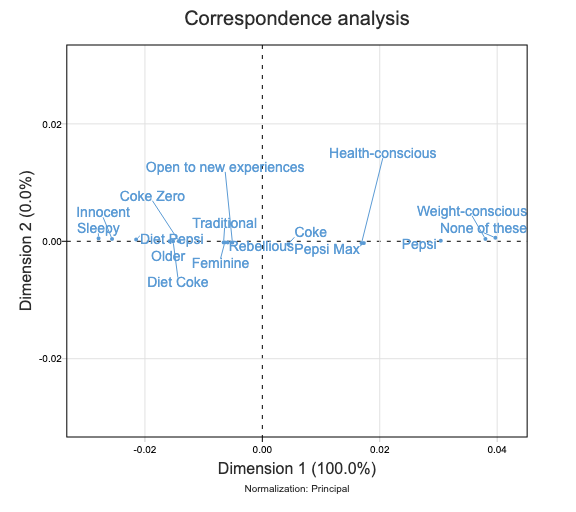 Correspondence analysis
Dimension 2 (0.0%)
0.02
0.00
-0.02
Health-conscious
Open to new experiences
Coke Zero
Innocent
Weight-conscious
Traditional
Sleepy
None of these
Coke
Diet Pepsi
Rebellious
Pepsi
Pepsi Max
Older
Feminine
Diet Coke
-0.02
0.00
0.02
0.04
Dimension 1 (100.0%)
Normalization: Principal